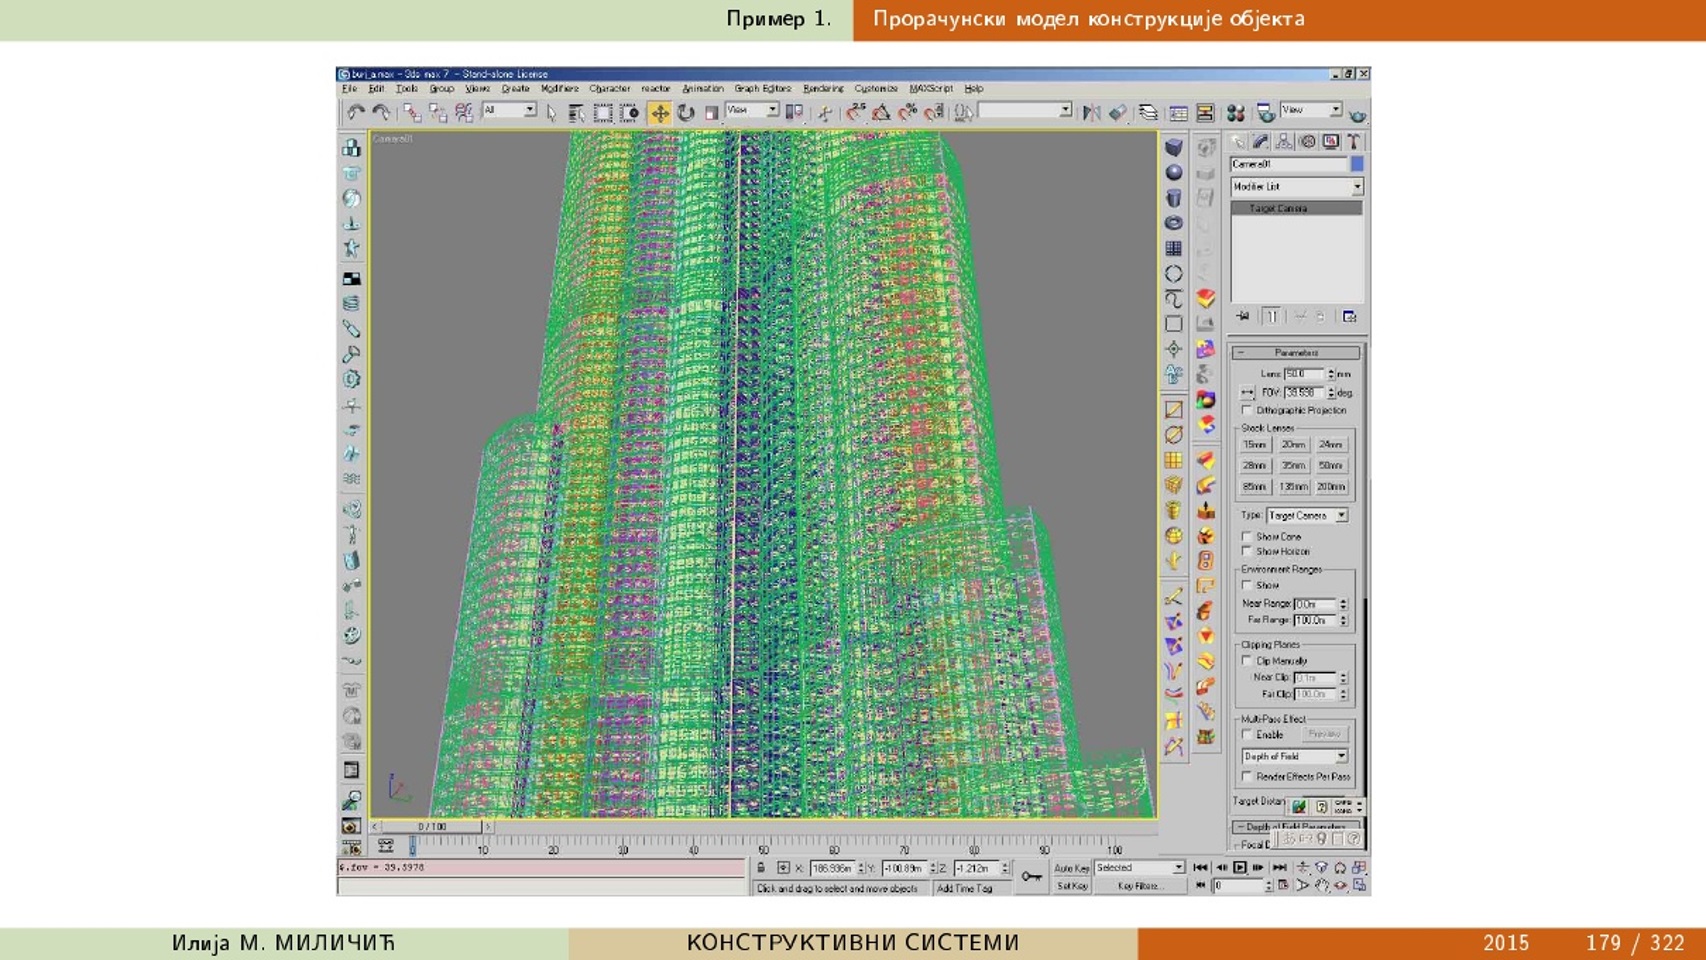 Пример 1.
Прорачунски модел конструкције објекта
burj_a.max - 3ds max 7 - Stand-alone License
File Edit Tools Group Views Create Modifiers Character reactor Animation Graph Editors Rendering Customize MAXScript Help
All
View
View
Camera01
Camera01
Modifier List
Target Camera
Parameters
Lens: 50.0 mm
FOV: 39.598 deg.
Orthographic Projection
Stock Lenses
15mm 20mm 24mm
28mm 35mm 50mm
85mm 135mm 200mm
Type: Target Camera
Show Cone
Show Horizon
Environment Ranges
Show
Near Range: 0.0m
Far Range: 100.0m
Clipping Planes
Clip Manually
Near Clip: 0.1m
Far Clip: 100.0m
Multi-Pass Effect
Enable Preview
Depth of Field
Render Effects Per Pass
Target Distan
Depth of Field Parameters
Focal D
0 / 100
0 10 20 30 40 50 60 70 80 90 100
X: 186.936m Y: -100.89m Z: -1.212m
Auto Key Selected
Click and drag to select and move objects Add Time Tag
Set Key Key Filters... 0
Илија М. МИЛИЧИЋ
КОНСТРУКТИВНИ СИСТЕМИ
2015 179 / 322